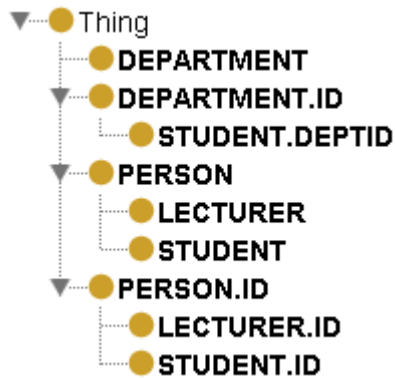 Thing
DEPARTMENT
DEPARTMENT.ID
STUDENT.DEPTID
PERSON
LECTURER
STUDENT
PERSON.ID
LECTURER.ID
STUDENT.ID